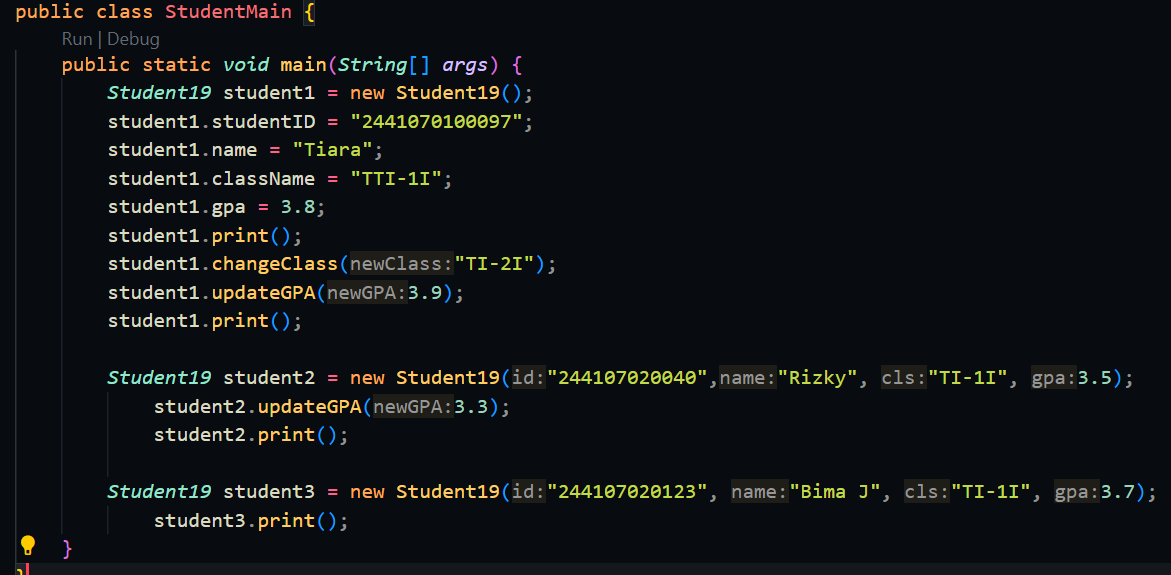 public class StudentMain {
Run | Debug
public static void main(String[] args) {
Student19 student1 = new Student19();
student1.studentID = "2441070100097";
student1.name = "Tiara";
student1.className = "TTI-1I";
student1.gpa = 3.8;
student1.print();
student1.changeClass(newClass:"TI-2I");
student1.updateGPA(newGPA:3.9);
student1.print();
Student19 student2 = new Student19(id:"244107020040",name:"Rizky", cls:"TI-1I", gpa:3.5);
student2.updateGPA(newGPA:3.3);
student2.print();
Student19 student3 = new Student19(id:"244107020123", name:"Bima J", cls:"TI-1I", gpa:3.7);
student3.print();
}
}